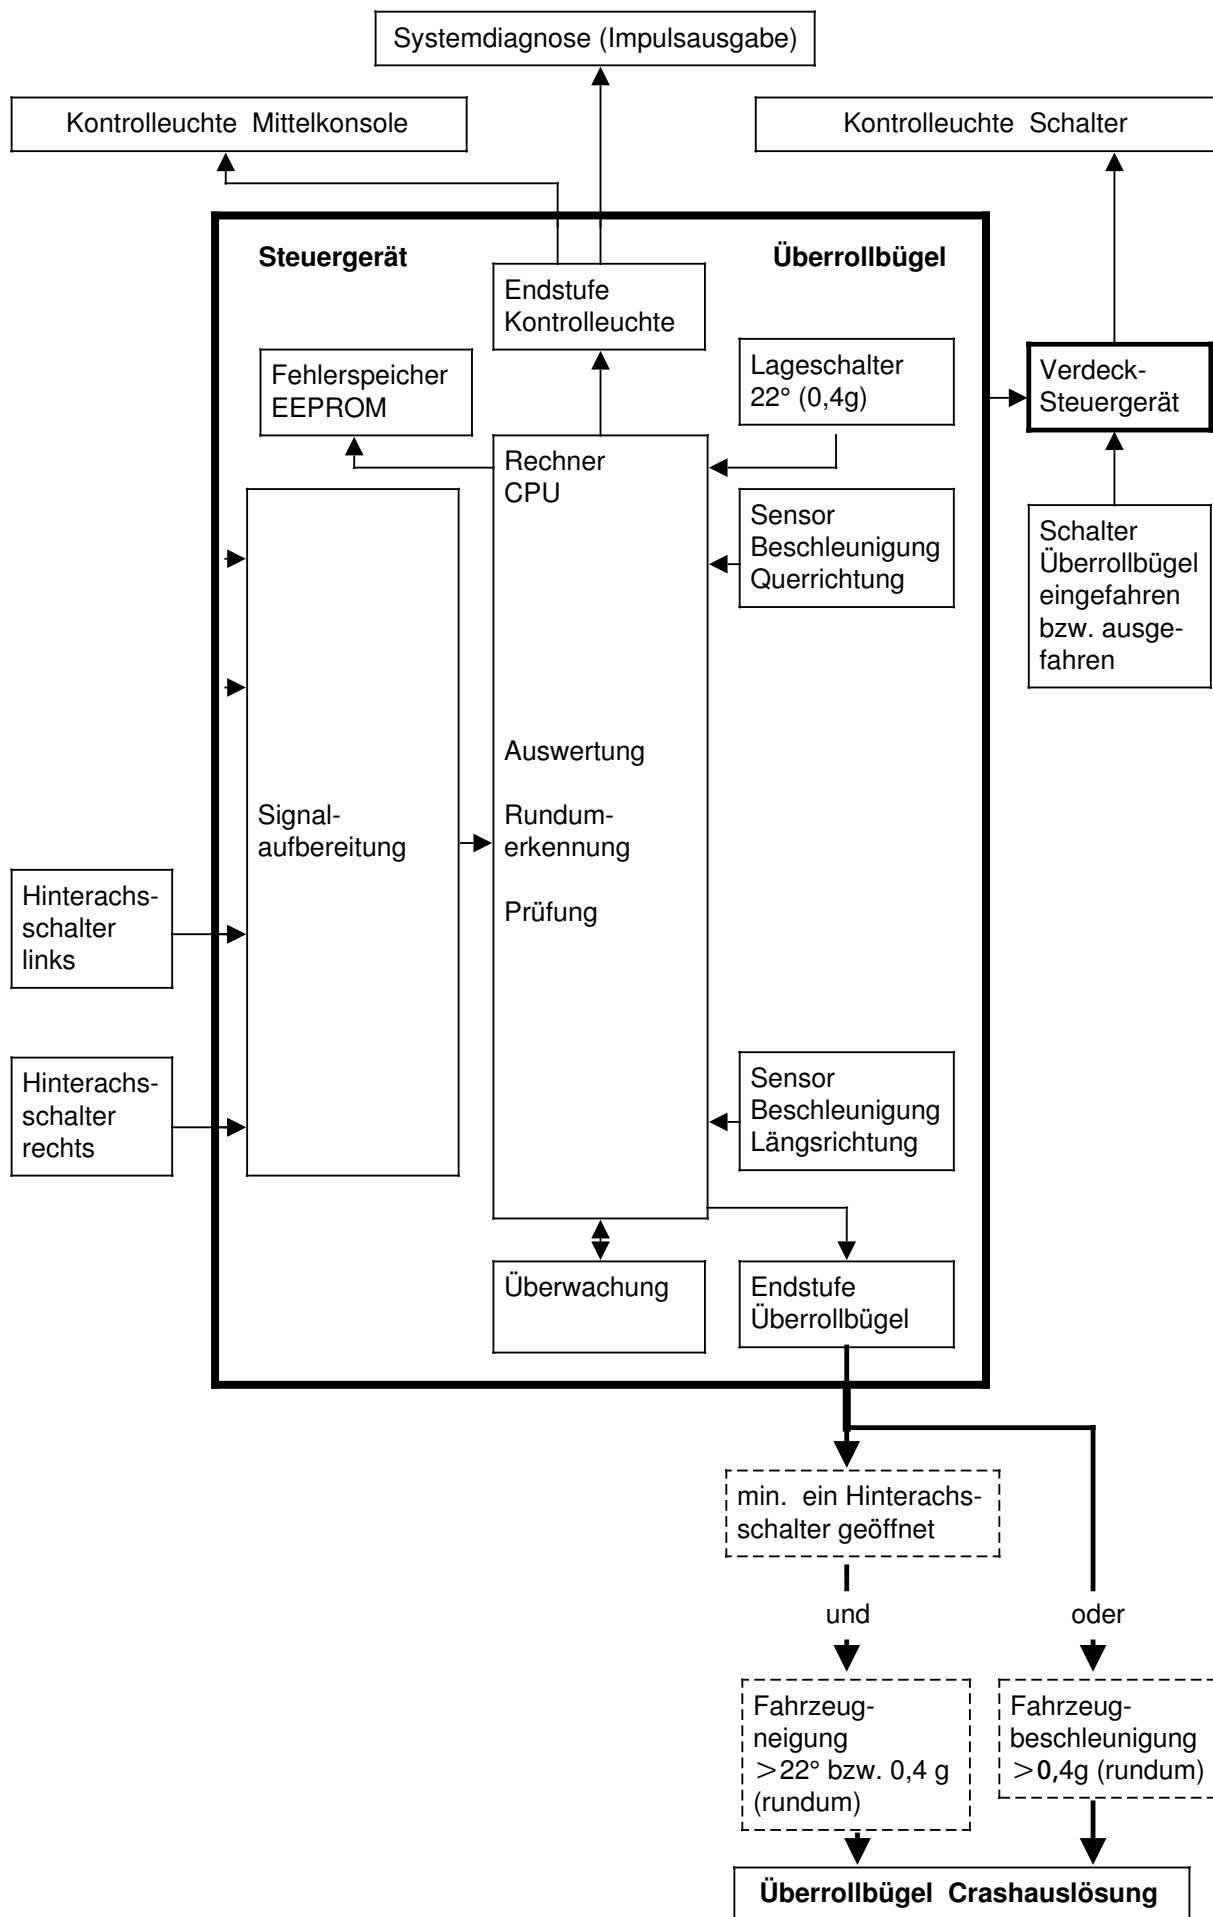 Systemdiagnose (Impulsausgabe)
Kontrolleuchte Mittelkonsole
Kontrolleuchte Schalter
Steuergerät
Überrollbügel
Endstufe
Kontrolleuchte
Fehlerspeicher
EEPROM
Lageschalter
22° (0,4g)
Verdeck-
Steuergerät
Rechner
CPU
Sensor
Beschleunigung
Querrichtung
Schalter
Überrollbügel
eingefahren
bzw. ausge-
fahren
Auswertung
Rundum-
erkennung
Prüfung
Signal-
aufbereitung
Hinterachs-
schalter
links
Hinterachs-
schalter
rechts
Sensor
Beschleunigung
Längsrichtung
Überwachung
Endstufe
Überrollbügel
min. ein Hinterachs-
schalter geöffnet
und
oder
Fahrzeug-
neigung
>22° bzw. 0,4 g
(rundum)
Fahrzeug-
beschleunigung
>0,4g (rundum)
Überrollbügel Crashauslösung